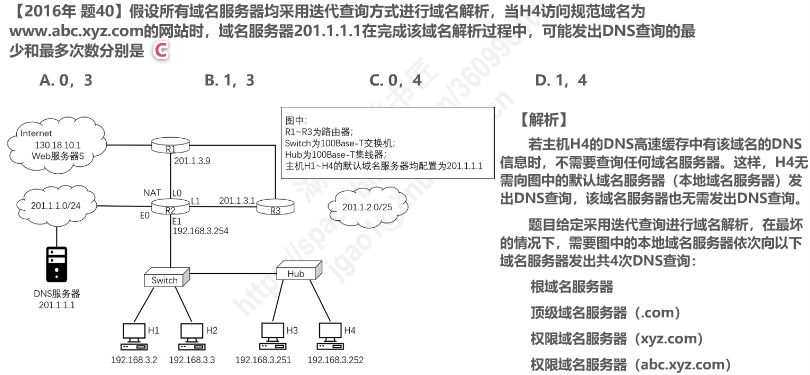 【2016年 题40】假设所有域名服务器均采用迭代查询方式进行域名解析，当H4访问规范域名为
www.abc.xyz.com的网站时，域名服务器201.1.1.1在完成该域名解析过程中，可能发出DNS查询的最
少和最多次数分别是 C
A. 0，3 B. 1，3 C. 0，4 D. 1，4
Internet
130.18.10.1
Web服务器S
R1
201.1.3.9
图中：
R1~R3为路由器；
Switch为100Base-T交换机；
Hub为100Base-T集线器；
主机H1~H4的默认域名服务器均配置为201.1.1.1
201.1.1.0/24
NAT
L0
L1
E0
R2
E1
192.168.3.254
201.1.3.1
R3
201.1.2.0/25
DNS服务器
201.1.1.1
Switch
Hub
H1
H2
H3
H4
192.168.3.2
192.168.3.3
192.168.3.251
192.168.3.252
【解析】
若主机H4的DNS高速缓存中有该域名的DNS
信息时，不需要查询任何域名服务器。这样，H4无
需向图中的默认域名服务器（本地域名服务器）发
出DNS查询，该域名服务器也无需发出DNS查询。
题目给定采用迭代查询进行域名解析，在最坏
的情况下，需要图中的本地域名服务器依次向以下
域名服务器发出共4次DNS查询：
根域名服务器
顶级域名服务器（.com）
权限域名服务器（xyz.com）
权限域名服务器（abc.xyz.com）